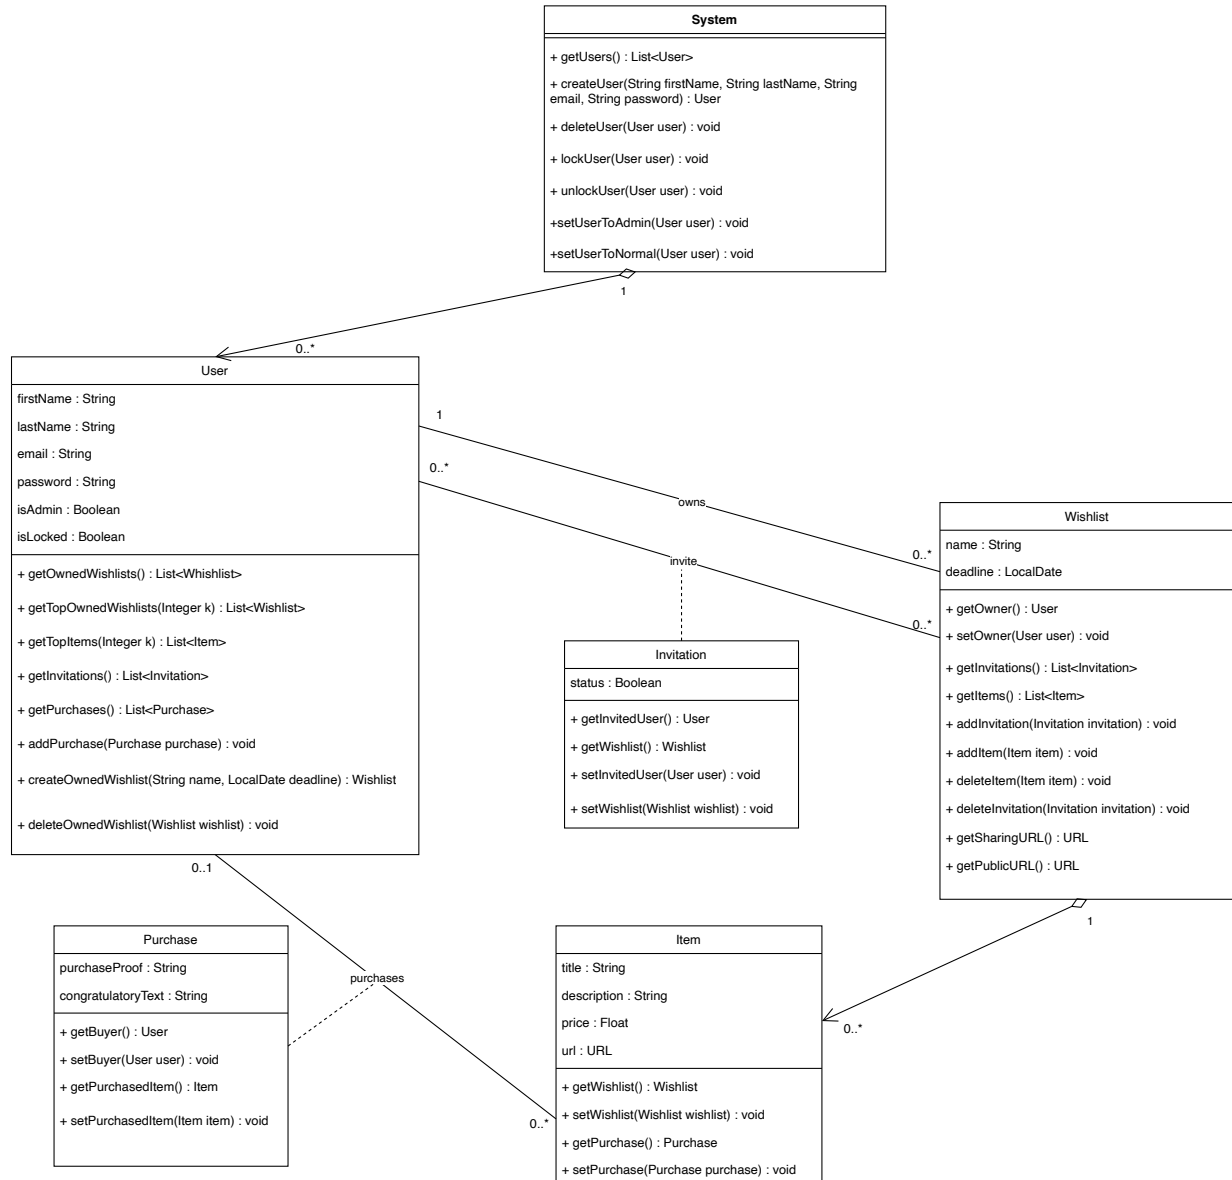 System
+ getUsers() : List<User>
+ createUser(String firstName, String lastName, String
email, String password) : User
+ deleteUser(User user) : void
+ lockUser(User user) : void
+ unlockUser(User user) : void
+setUserToAdmin(User user) : void
+setUserToNormal(User user) : void
1
0..*
User
firstName : String
lastName : String
email : String
password : String
isAdmin : Boolean
isLocked : Boolean
+ getOwnedWishlists() : List<Whishlist>
+ getTopOwnedWishlists(Integer k) : List<Wishlist>
+ getTopItems(Integer k) : List<Item>
+ getInvitations() : List<Invitation>
+ getPurchases() : List<Purchase>
+ addPurchase(Purchase purchase) : void
+ createOwnedWishlist(String name, LocalDate deadline) : Wishlist
+ deleteOwnedWishlist(Wishlist wishlist) : void
1
owns
0..*
0..*
invite
0..*
Wishlist
name : String
deadline : LocalDate
+ getOwner() : User
+ setOwner(User user) : void
+ getInvitations() : List<Invitation>
+ getItems() : List<Item>
+ addInvitation(Invitation invitation) : void
+ addItem(Item item) : void
+ deleteItem(Item item) : void
+ deleteInvitation(Invitation invitation) : void
+ getSharingURL() : URL
+ getPublicURL() : URL
Invitation
status : Boolean
+ getInvitedUser() : User
+ getWishlist() : Wishlist
+ setInvitedUser(User user) : void
+ setWishlist(Wishlist wishlist) : void
0..1
purchases
0..*
1
0..*
Purchase
purchaseProof : String
congratulatoryText : String
+ getBuyer() : User
+ setBuyer(User user) : void
+ getPurchasedItem() : Item
+ setPurchasedItem(Item item) : void
Item
title : String
description : String
price : Float
url : URL
+ getWishlist() : Wishlist
+ setWishlist(Wishlist wishlist) : void
+ getPurchase() : Purchase
+ setPurchase(Purchase purchase) : void